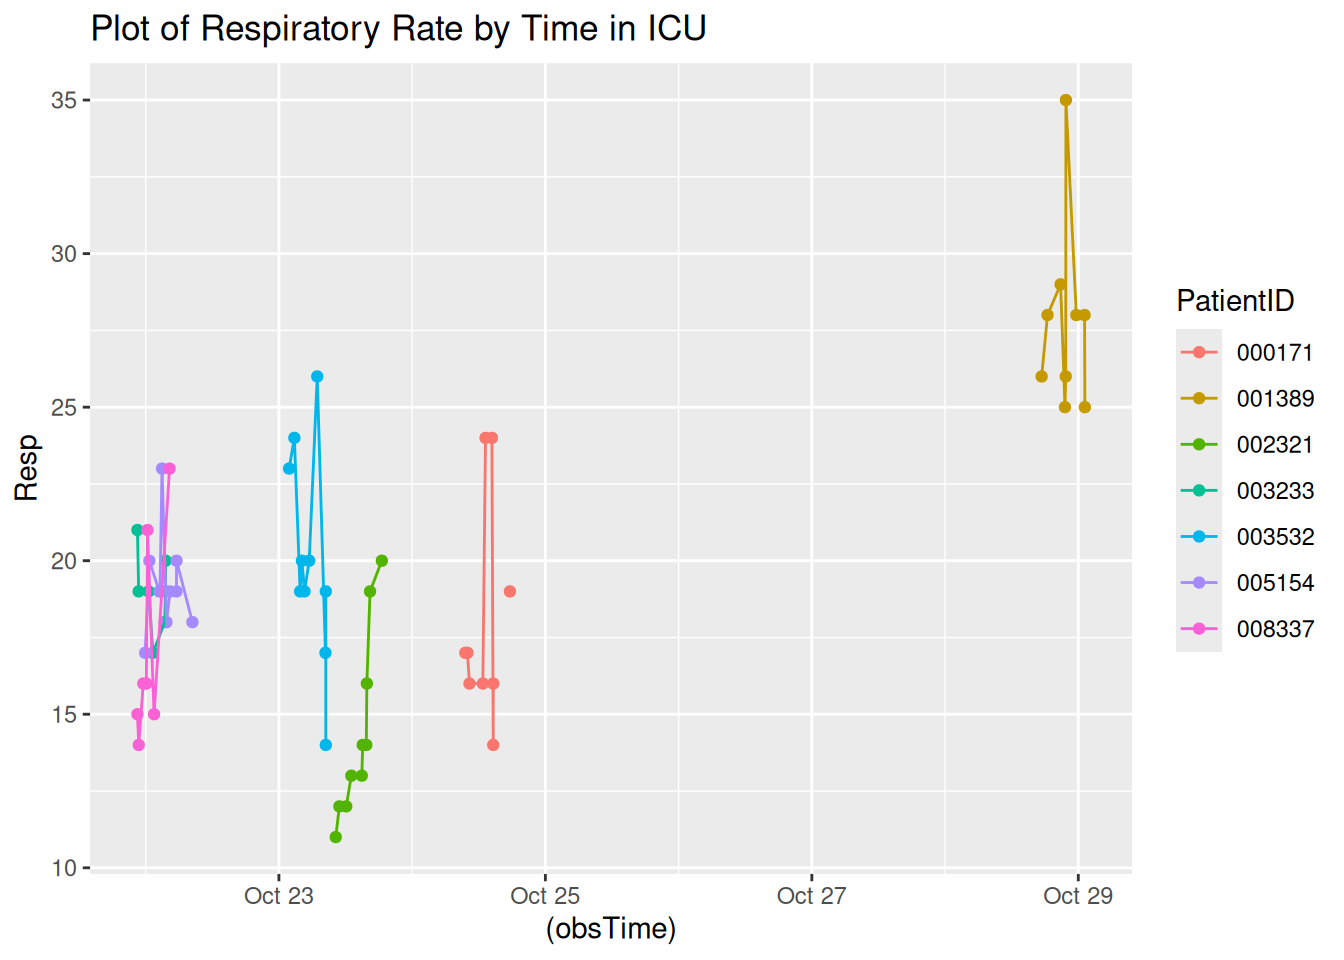 Plot of Respiratory Rate by Time in ICU
35
30
25
20
15
10
Resp
Oct 23
Oct 25
Oct 27
Oct 29
(obsTime)
PatientID
000171
001389
002321
003233
003532
005154
008337